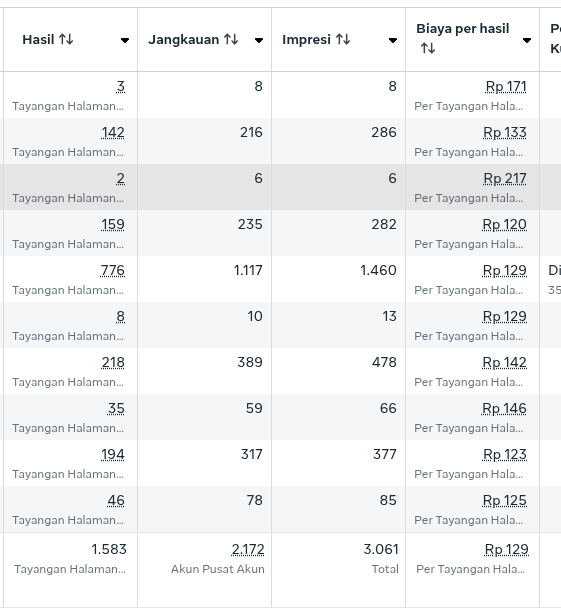 Hasil ↑↓ Jangkauan ↑↓ Impresi ↑↓ Biaya per hasil ↑↓
3 8 8 Rp 171
Tayangan Halaman... Per Tayangan Hala...
142 216 286 Rp 133
Tayangan Halaman... Per Tayangan Hala...
2 6 6 Rp 217
Tayangan Halaman... Per Tayangan Hala...
159 235 282 Rp 120
Tayangan Halaman... Per Tayangan Hala...
776 1.117 1.460 Rp 129 Di
Tayangan Halaman... Per Tayangan Hala... 35
8 10 13 Rp 129
Tayangan Halaman... Per Tayangan Hala...
218 389 478 Rp 142
Tayangan Halaman... Per Tayangan Hala...
35 59 66 Rp 146
Tayangan Halaman... Per Tayangan Hala...
194 317 377 Rp 123
Tayangan Halaman... Per Tayangan Hala...
46 78 85 Rp 125
Tayangan Halaman... Per Tayangan Hala...
1.583 2.172 3.061 Rp 129
Tayangan Halaman... Akun Pusat Akun Total Per Tayangan Hala...